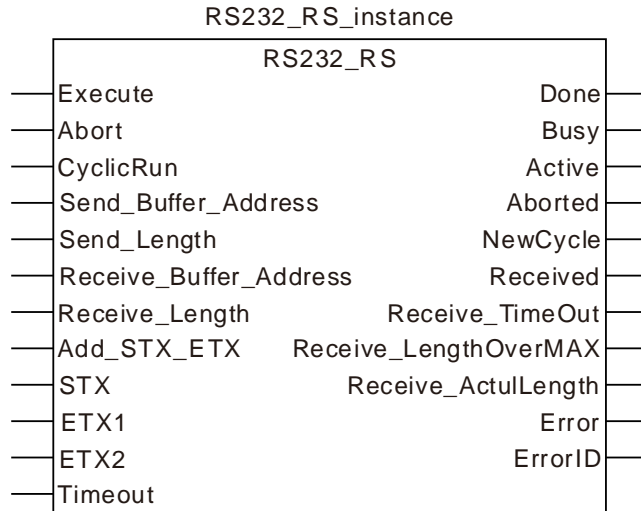 RS232_RS_instance
RS232_RS
Execute Done
Abort Busy
CyclicRun Active
Send_Buffer_Address Aborted
Send_Length NewCycle
Receive_Buffer_Address Received
Receive_Length Receive_TimeOut
Add_STX_ETX Receive_LengthOverMAX
STX Receive_ActulLength
ETX1 Error
ETX2 ErrorID
Timeout